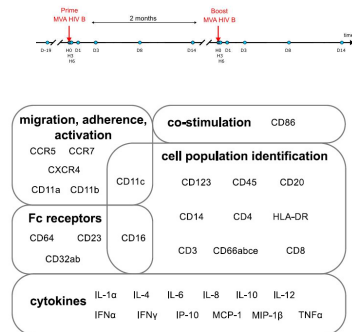 Prime
MVA HIV B
2 months
Boost
MVA HIV B
time
D-19 H0 D1 D3 D6 D14 H0 D1 D3 D8 D14
H3 H3
H6 H6
migration, adherence,
activation
CCR5 CCR7
CXCR4
CD11a CD11b
CD11c
co-stimulation CD86
cell population identification
CD123 CD45 CD20
CD14 CD4 HLA-DR
CD3 CD66abce CD8
Fc receptors
CD64 CD23
CD32ab
CD16
cytokines
IL-1α IL-4 IL-6 IL-8 IL-10 IL-12
IFNα IFNγ IP-10 MCP-1 MIP-1β TNFα